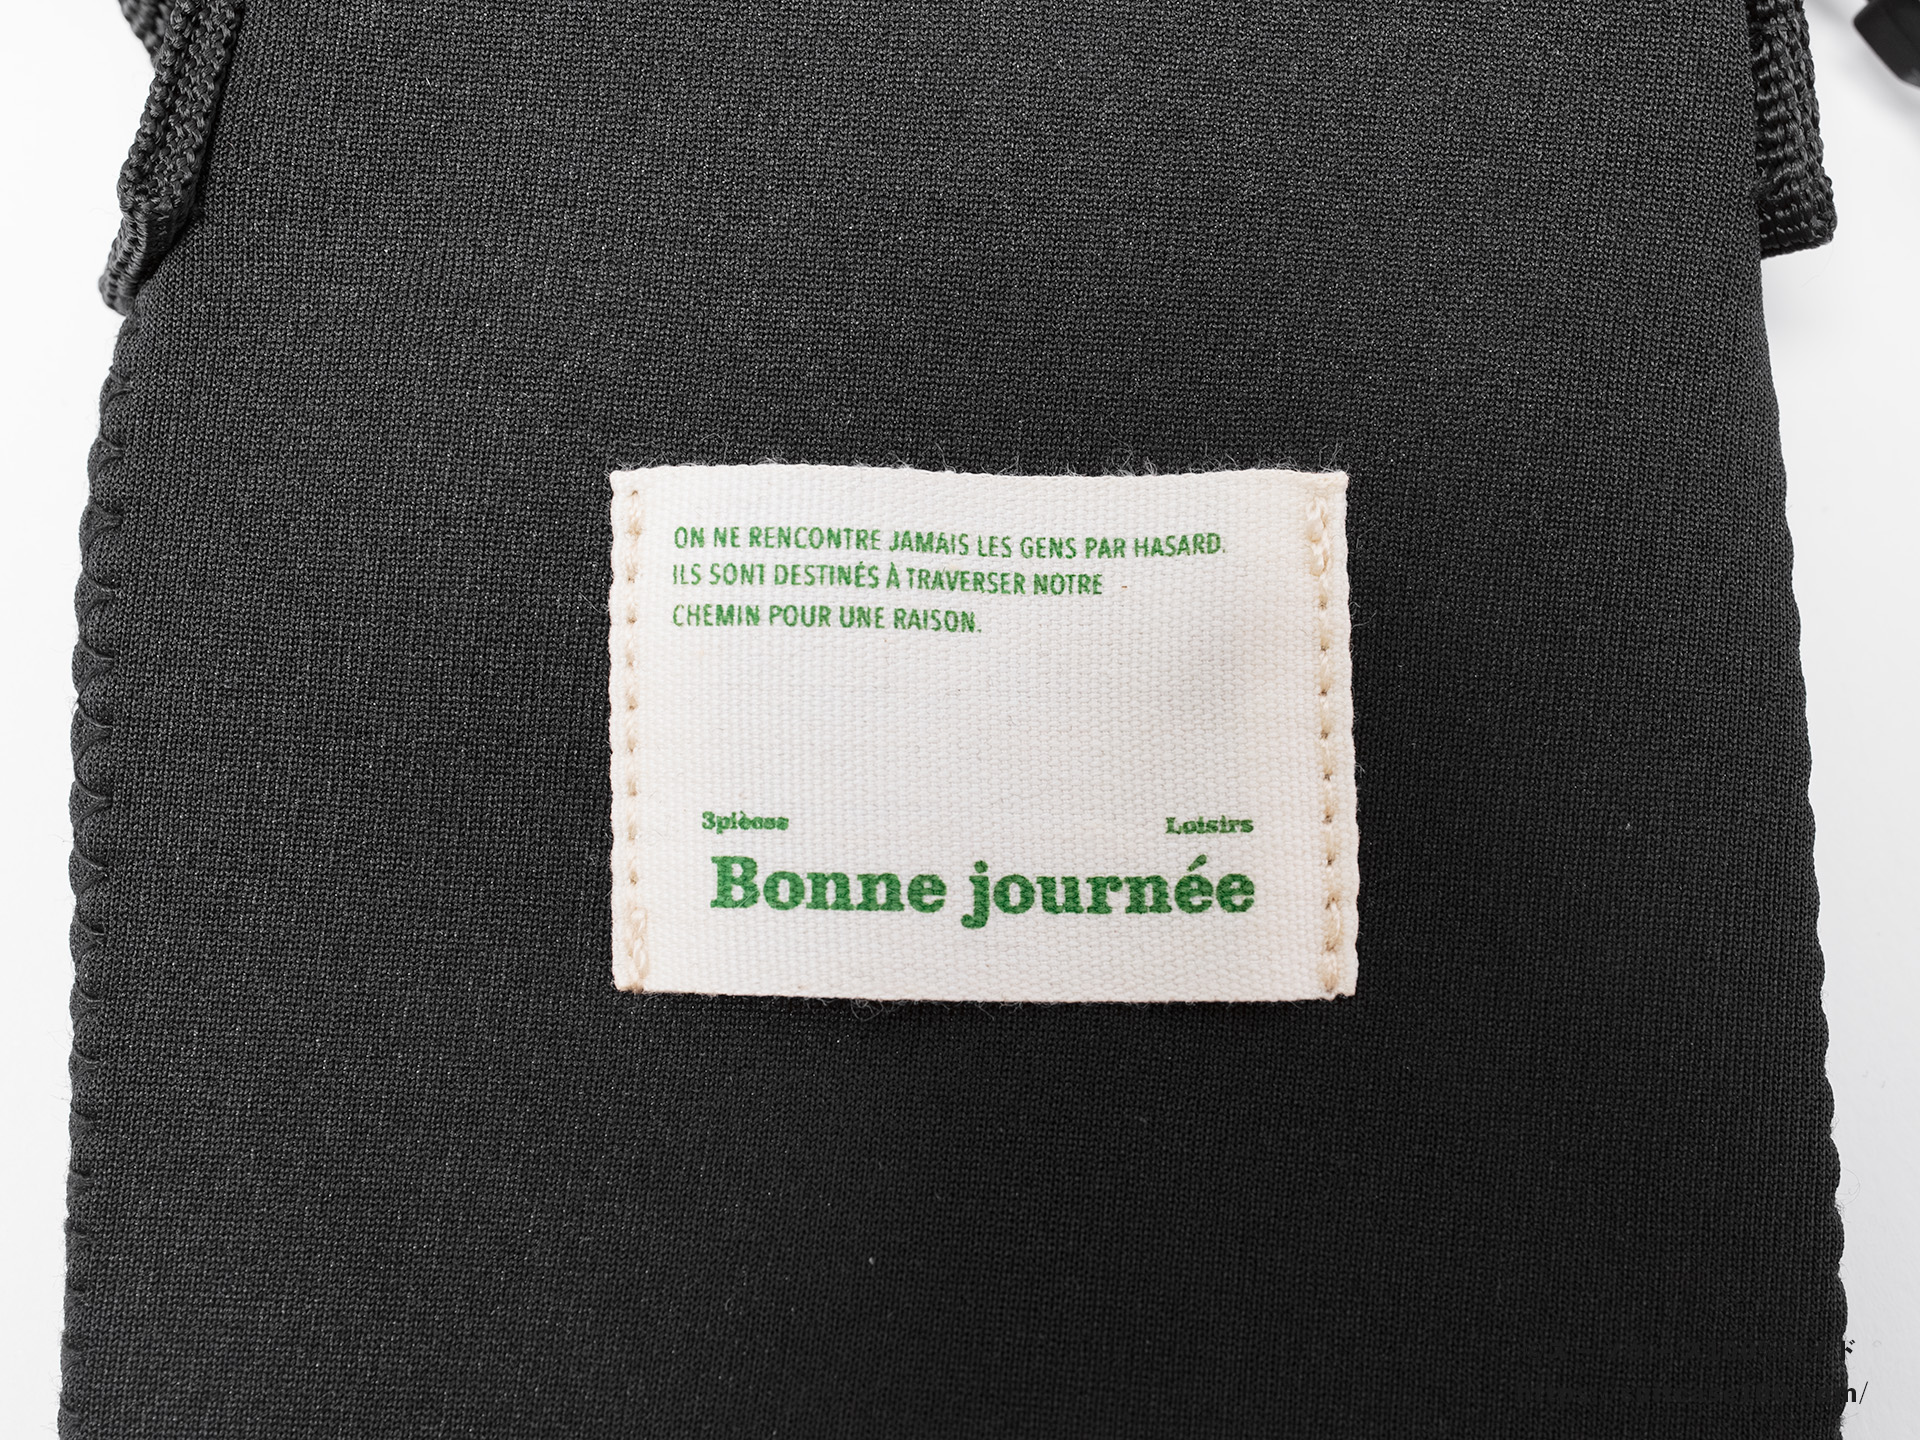 ON NE RENCONTRE JAMAIS LES GENS PAR HASARD.
ILS SONT DESTINÉS À TRAVERSER NOTRE
CHEMIN POUR UNE RAISON.
3pièces Loisirs
Bonne journée